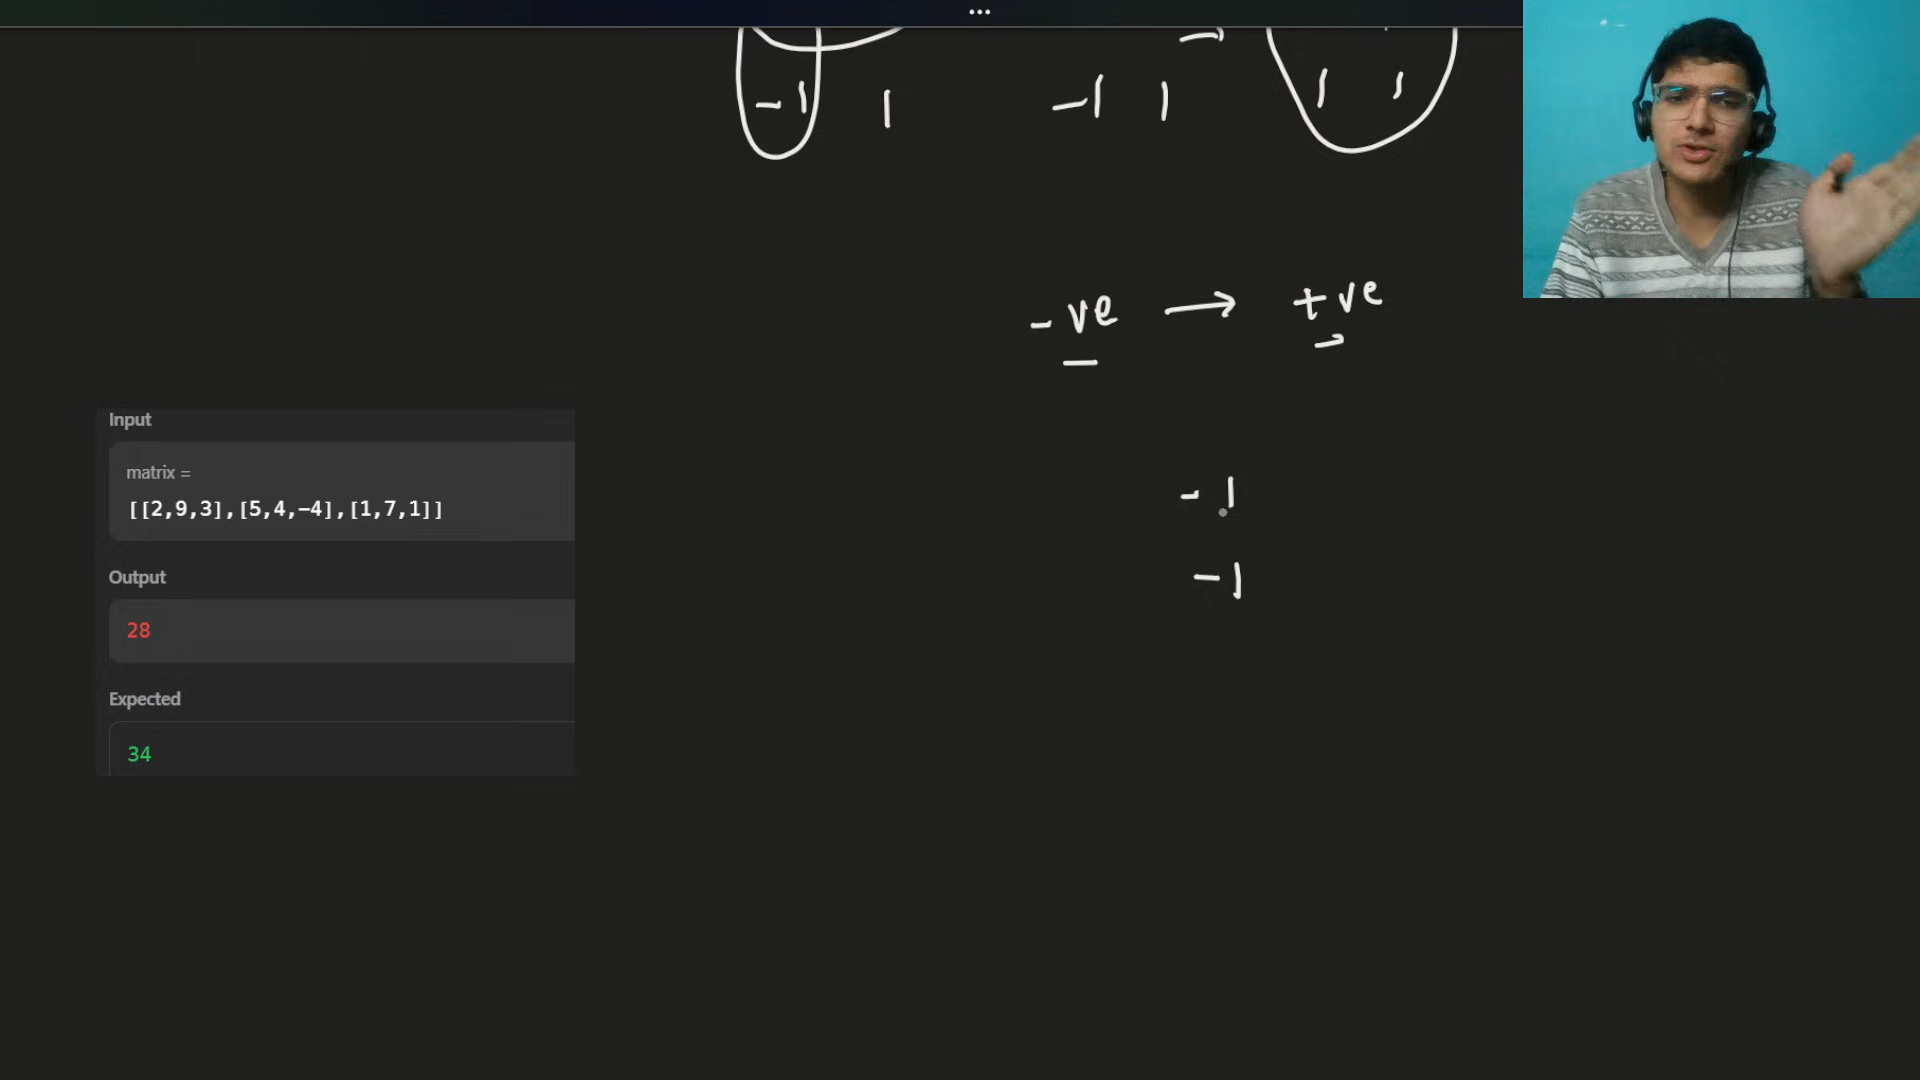 ...
-1 1 -1 1 1 1
-ve → +ve
Input
matrix =
[[2,9,3],[5,4,−4],[1,7,1]]
-1
Output
-1
28
Expected
34